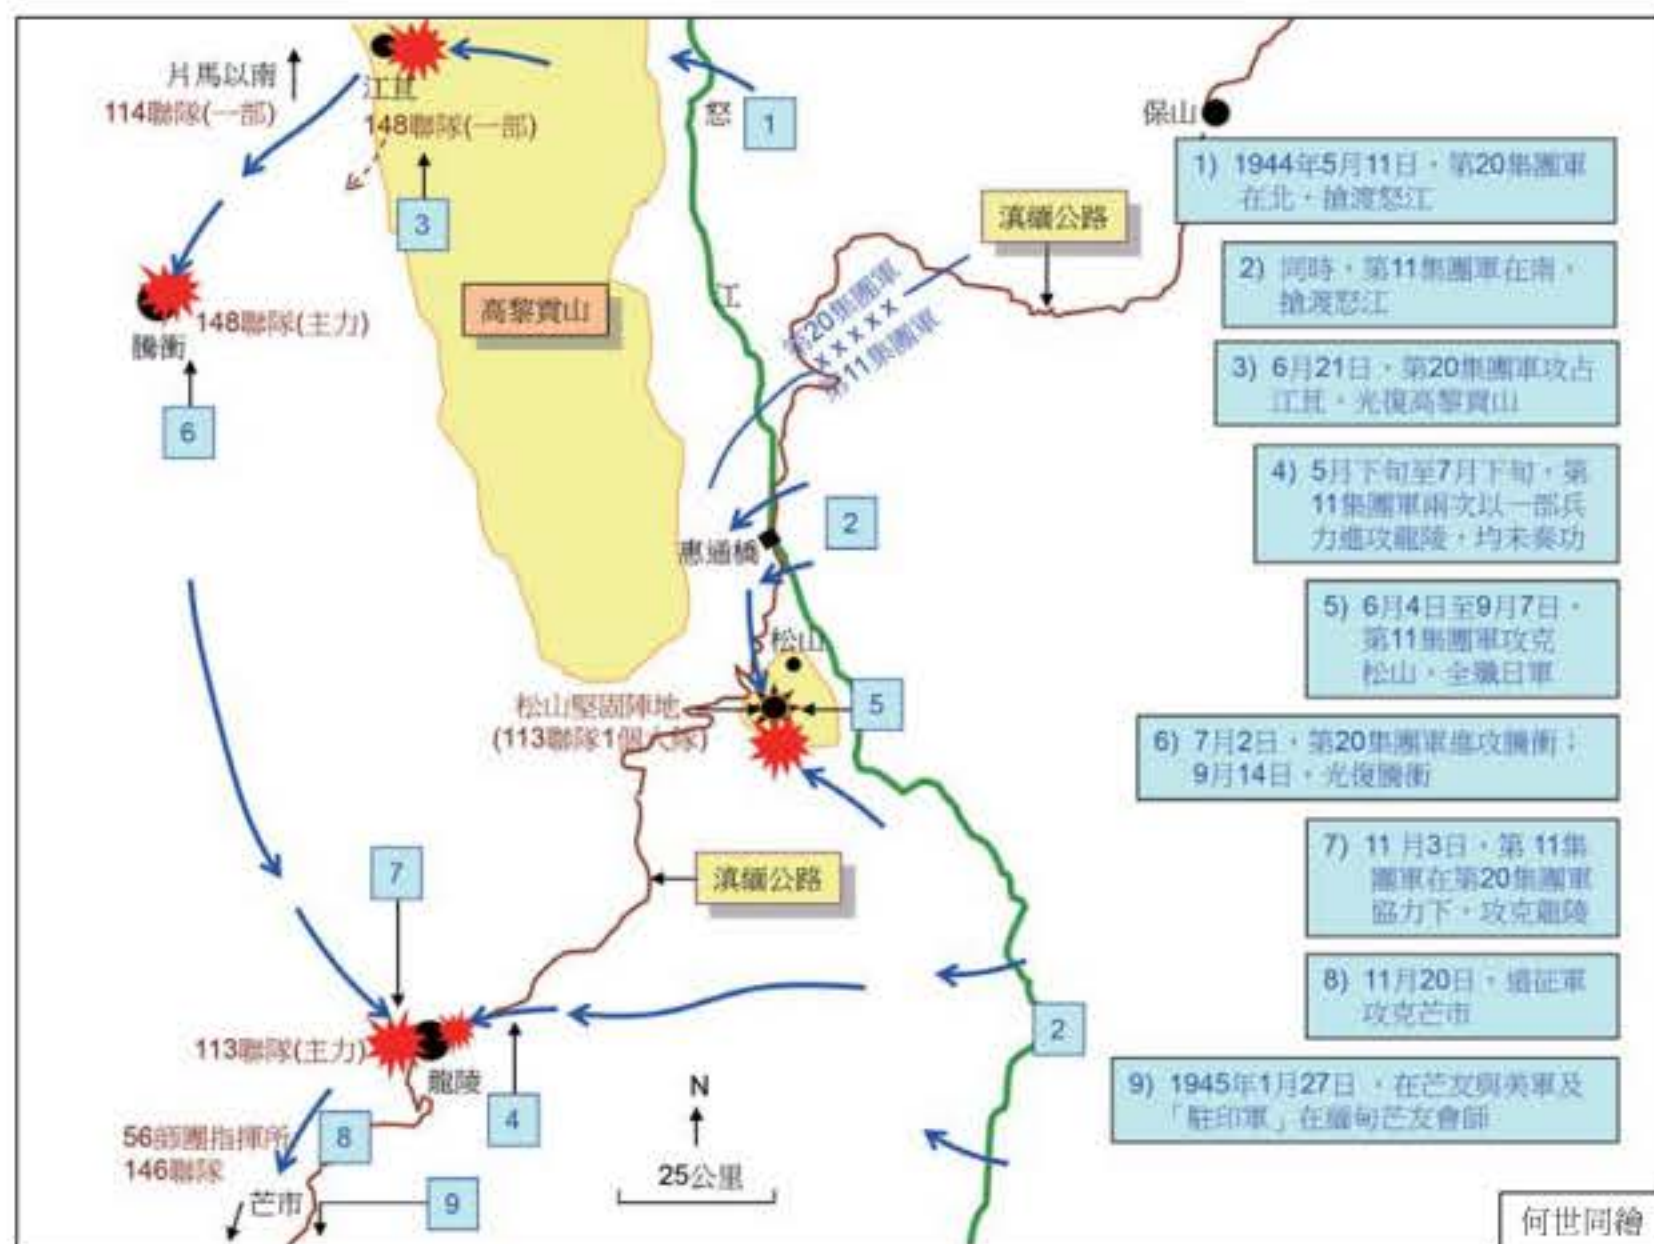 片馬以南
114聯隊(一部)
江苴
148聯隊(一部)
3
怒
江
1
保山
滇緬公路
高黎貢山
第20集團軍
xxxxx
第11集團軍
148聯隊(主力)
騰衝
6
2
惠通橋
松山
松山堅固陣地
(113聯隊1個大隊)
5
7
滇緬公路
113聯隊(主力)
龍陵
4
2
56師團指揮所
146聯隊
8
芒市
9
N
25公里
1) 1944年5月11日，第20集團軍
在北，搶渡怒江
2) 同時，第11集團軍在南，
搶渡怒江
3) 6月21日，第20集團軍攻占
江苴，光復高黎貢山
4) 5月下旬至7月下旬，第
11集團軍兩次以一部兵
力進攻龍陵，均未奏功
5) 6月4日至9月7日，
第11集團軍攻克
松山，全殲日軍
6) 7月2日，第20集團軍進攻騰衝；
9月14日，光復騰衝
7) 11 月3日，第 11集
團軍在第20集團軍
協力下，攻克龍陵
8) 11月20日，遠征軍
攻克芒市
9) 1945年1月27日 ，在芒友與美軍及
「駐印軍」在緬甸芒友會師
何世同繪